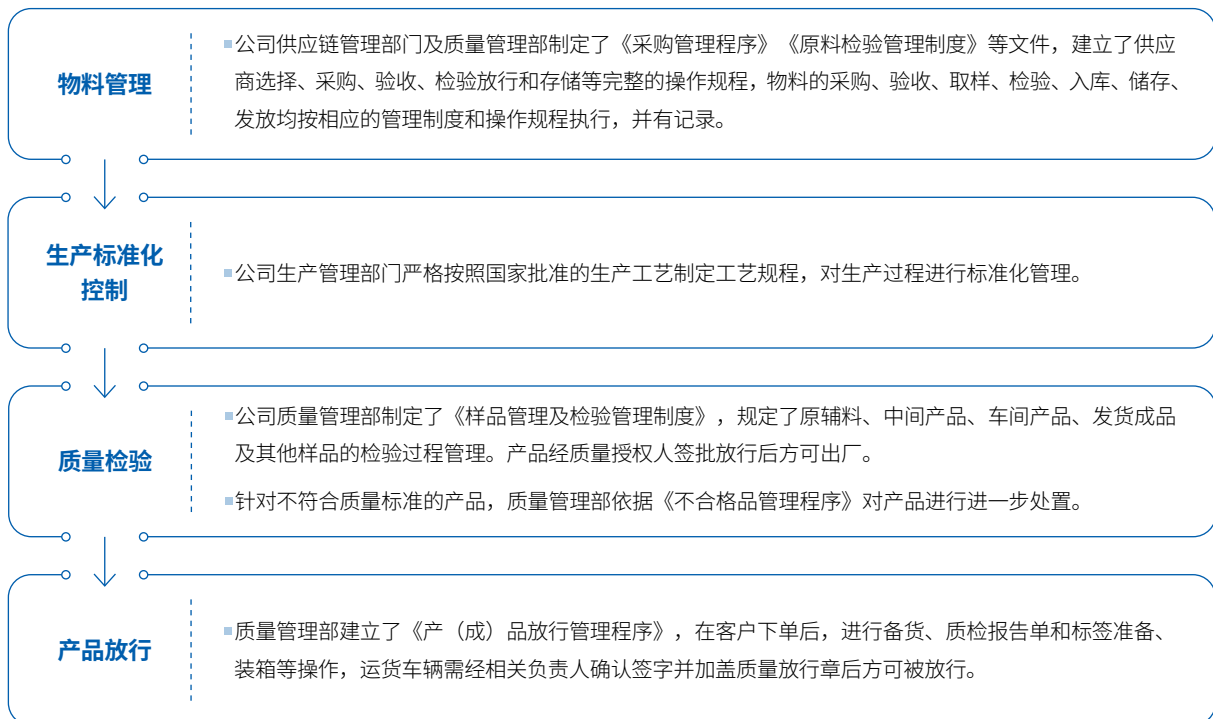 物料管理
▪公司供应链管理部门及质量管理部制定了《采购管理程序》《原料检验管理制度》等文件，建立了供应
商选择、采购、验收、检验放行和存储等完整的操作规程，物料的采购、验收、取样、检验、入库、储存、
发放均按相应的管理制度和操作规程执行，并有记录。
生产标准化
控制
▪公司生产管理部门严格按照国家批准的生产工艺制定工艺规程，对生产过程进行标准化管理。
质量检验
▪公司质量管理部制定了《样品管理及检验管理制度》，规定了原辅料、中间产品、车间产品、发货成品
及其他样品的检验过程管理。产品经质量授权人签批放行后方可出厂。
▪针对不符合质量标准的产品，质量管理部依据《不合格品管理程序》对产品进行进一步处置。
产品放行
▪质量管理部建立了《产（成）品放行管理程序》，在客户下单后，进行备货、质检报告单和标签准备、
装箱等操作，运货车辆需经相关负责人确认签字并加盖质量放行章后方可被放行。